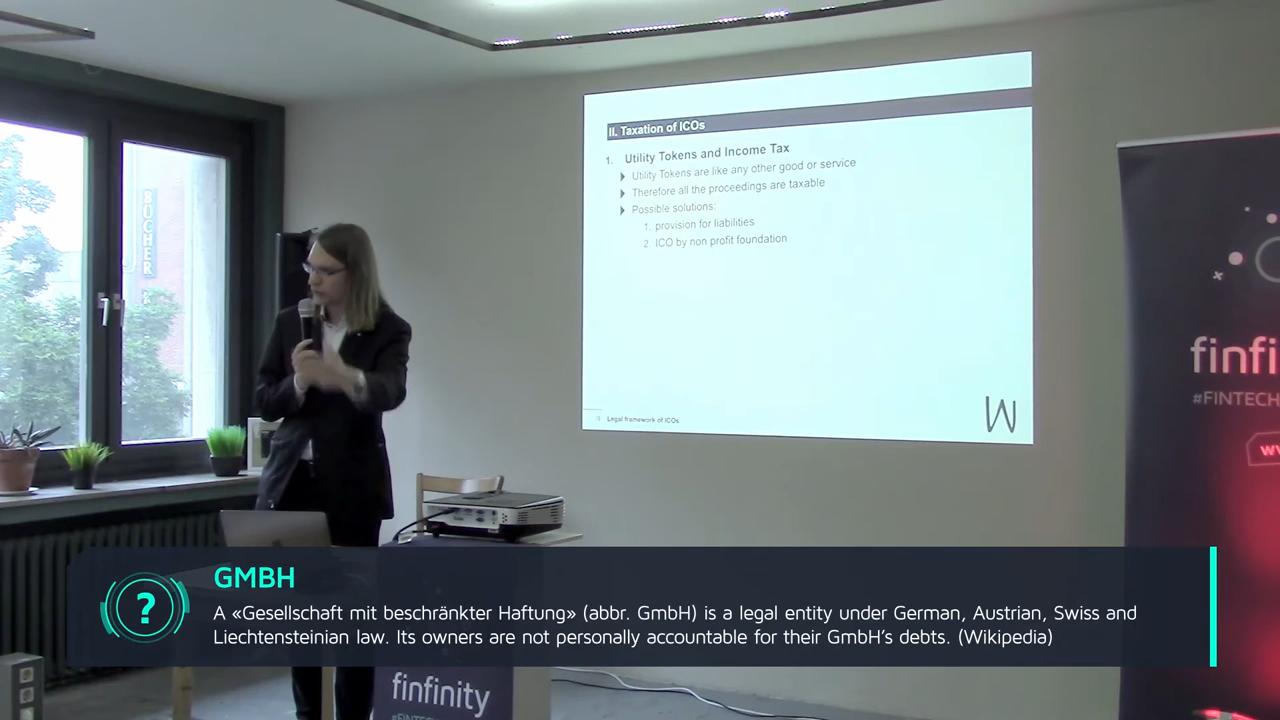 BÜCHER
II. Taxation of ICOs
1. Utility Tokens and Income Tax
Utility Tokens are like any other good or service
Therefore all the proceedings are taxable
Possible solutions:
1. provision for liabilities
2. ICO by non profit foundation
Legal framework of ICOs
W
finfi
#FINTECH
GMBH
?
A «Gesellschaft mit beschränkter Haftung» (abbr. GmbH) is a legal entity under German, Austrian, Swiss and
Liechtensteinian law. Its owners are not personally accountable for their GmbH's debts. (Wikipedia)
finfinity